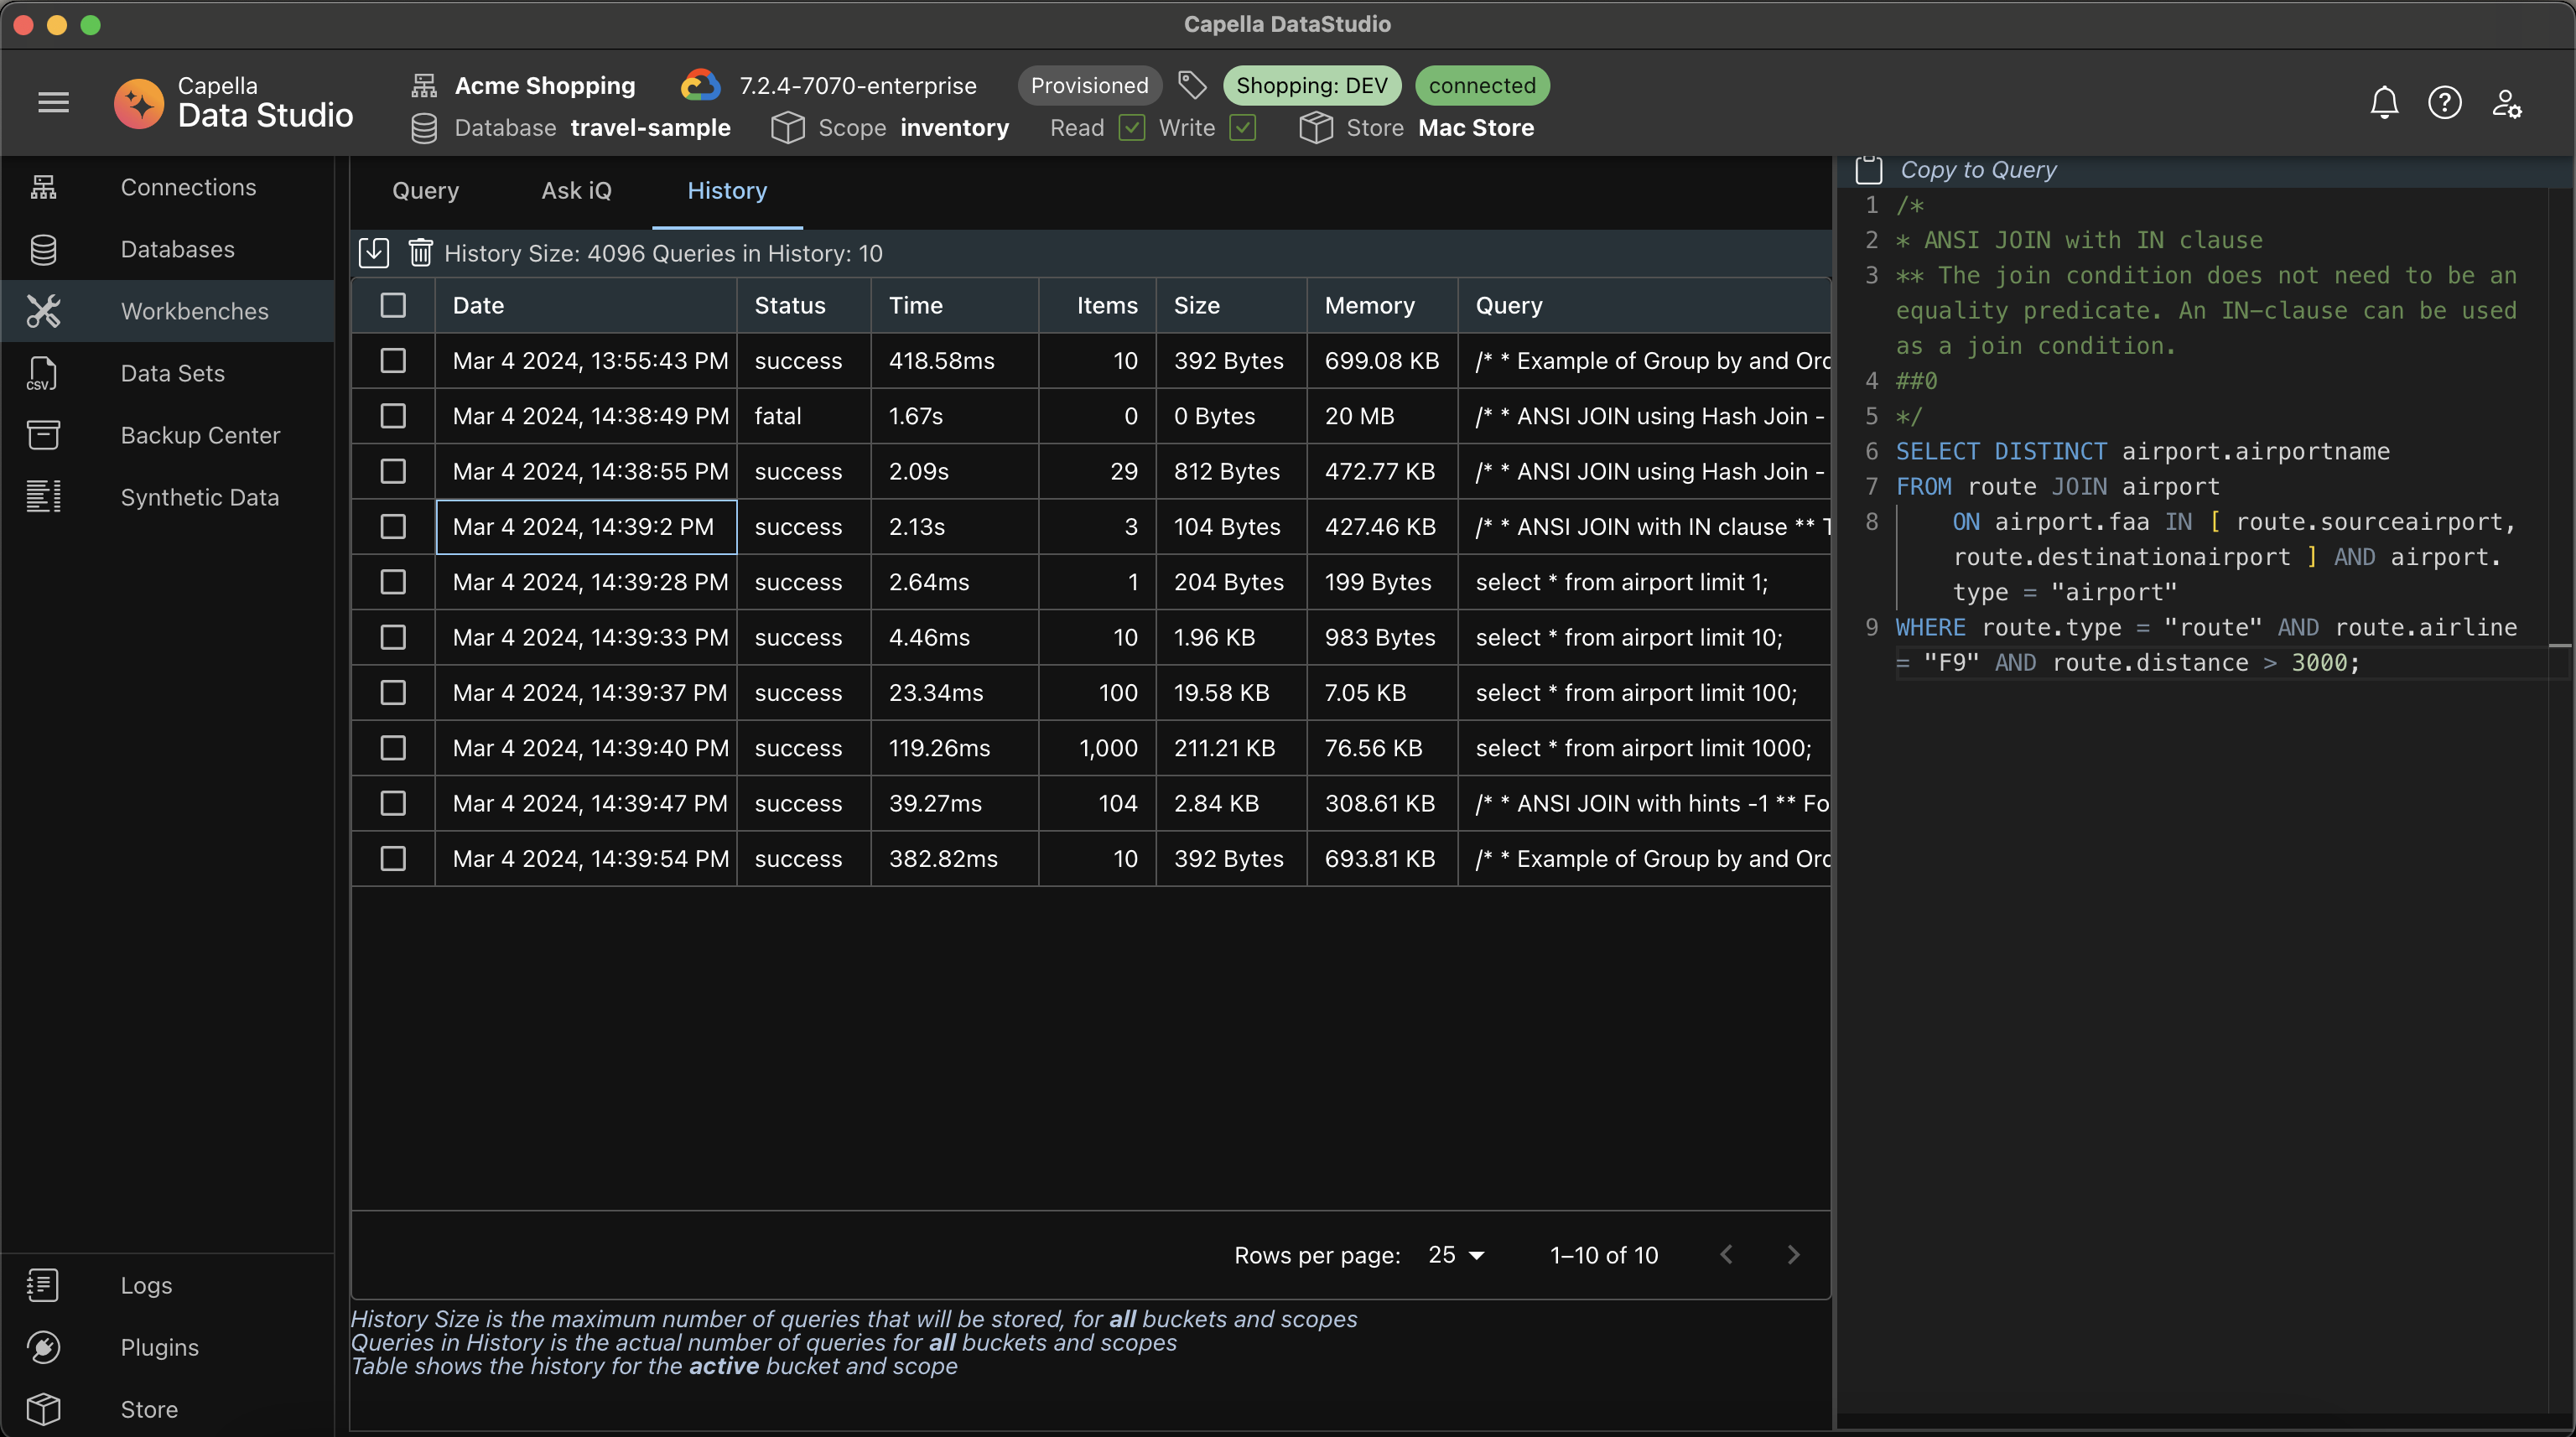 Capella DataStudio
Capella
Data Studio
Acme Shopping 7.2.4-7070-enterprise Provisioned Shopping: DEV connected
Database travel-sample Scope inventory Read Write Store Mac Store
Connections
Databases
Workbenches
CSV
Data Sets
Backup Center
Synthetic Data
Logs
Plugins
Store
Query Ask iQ History
History Size: 4096 Queries in History: 10
Date Status Time Items Size Memory Query
Mar 4 2024, 13:55:43 PM success 418.58ms 10 392 Bytes 699.08 KB /* * Example of Group by and Ord
Mar 4 2024, 14:38:49 PM fatal 1.67s 0 0 Bytes 20 MB /* * ANSI JOIN using Hash Join -
Mar 4 2024, 14:38:55 PM success 2.09s 29 812 Bytes 472.77 KB /* * ANSI JOIN using Hash Join -
Mar 4 2024, 14:39:2 PM success 2.13s 3 104 Bytes 427.46 KB /* * ANSI JOIN with IN clause ** T
Mar 4 2024, 14:39:28 PM success 2.64ms 1 204 Bytes 199 Bytes select * from airport limit 1;
Mar 4 2024, 14:39:33 PM success 4.46ms 10 1.96 KB 983 Bytes select * from airport limit 10;
Mar 4 2024, 14:39:37 PM success 23.34ms 100 19.58 KB 7.05 KB select * from airport limit 100;
Mar 4 2024, 14:39:40 PM success 119.26ms 1,000 211.21 KB 76.56 KB select * from airport limit 1000;
Mar 4 2024, 14:39:47 PM success 39.27ms 104 2.84 KB 308.61 KB /* * ANSI JOIN with hints -1 ** Fo
Mar 4 2024, 14:39:54 PM success 382.82ms 10 392 Bytes 693.81 KB /* * Example of Group by and Ord
Rows per page: 25 1–10 of 10
History Size is the maximum number of queries that will be stored, for all buckets and scopes
Queries in History is the actual number of queries for all buckets and scopes
Table shows the history for the active bucket and scope
Copy to Query
1 /*
2 * ANSI JOIN with IN clause
3 ** The join condition does not need to be an
equality predicate. An IN-clause can be used
as a join condition.
4 ##0
5 */
6 SELECT DISTINCT airport.airportname
7 FROM route JOIN airport
8 ON airport.faa IN [ route.sourceairport,
route.destinationairport ] AND airport.
type = "airport"
9 WHERE route.type = "route" AND route.airline
= "F9" AND route.distance > 3000;